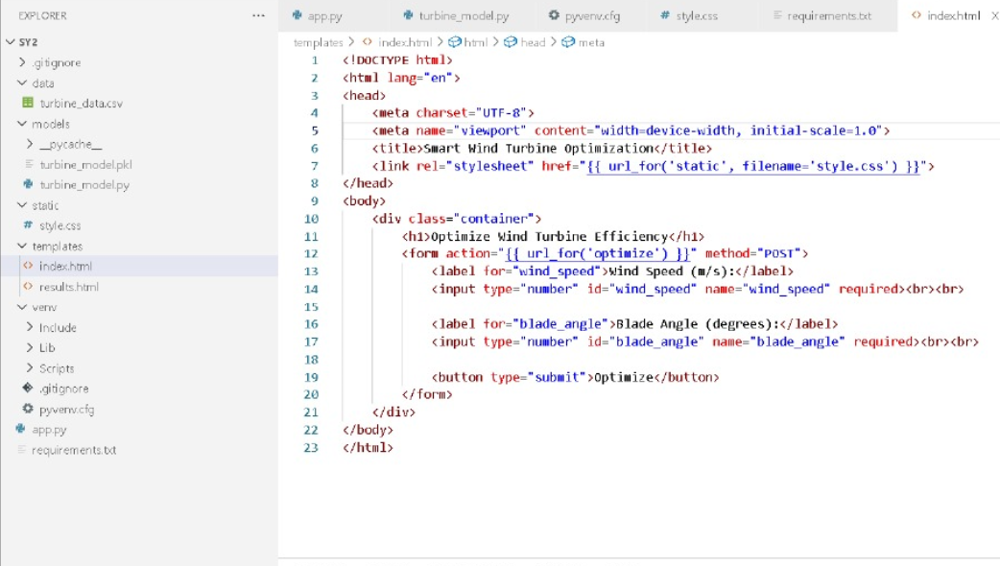 EXPLORER ...
SY2
.gitignore
data
turbine_data.csv
models
__pycache__
turbine_model.pkl
turbine_model.py
static
style.css
templates
index.html
results.html
venv
Include
Lib
Scripts
.gitignore
pyvenv.cfg
app.py
requirements.txt
app.py turbine_model.py pyvenv.cfg # style.css requirements.txt <> index.html X
templates > <> index.html > html > head > meta
1 <!DOCTYPE html>
2 <html lang="en">
3 <head>
4 <meta charset="UTF-8">
5 <meta name="viewport" content="width=device-width, initial-scale=1.0">
6 <title>Smart Wind Turbine Optimization</title>
7 <link rel="stylesheet" href="{{ url_for('static', filename='style.css') }}">
8 </head>
9 <body>
10 <div class="container">
11 <h1>Optimize Wind Turbine Efficiency</h1>
12 <form action="{{ url_for('optimize') }}" method="POST">
13 <label for="wind_speed">Wind Speed (m/s):</label>
14 <input type="number" id="wind_speed" name="wind_speed" required><br><br>
15
16 <label for="blade_angle">Blade Angle (degrees):</label>
17 <input type="number" id="blade_angle" name="blade_angle" required><br><br>
18
19 <button type="submit">Optimize</button>
20 </form>
21 </div>
22 </body>
23 </html>